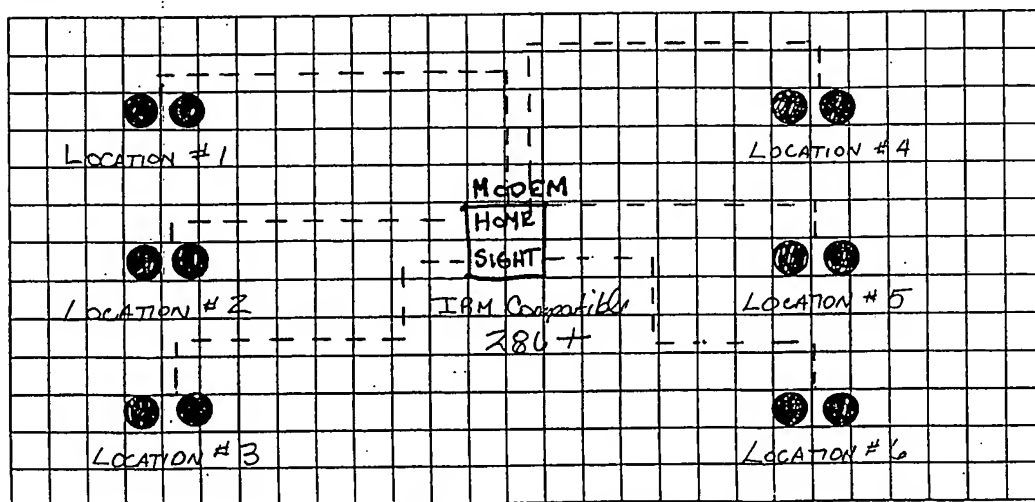 LOCATION #1
LOCATION #4
MODEM
HOME
SIGHT
LOCATION #2
IBM Compatible
286+
LOCATION #5
LOCATION #3
LOCATION #6